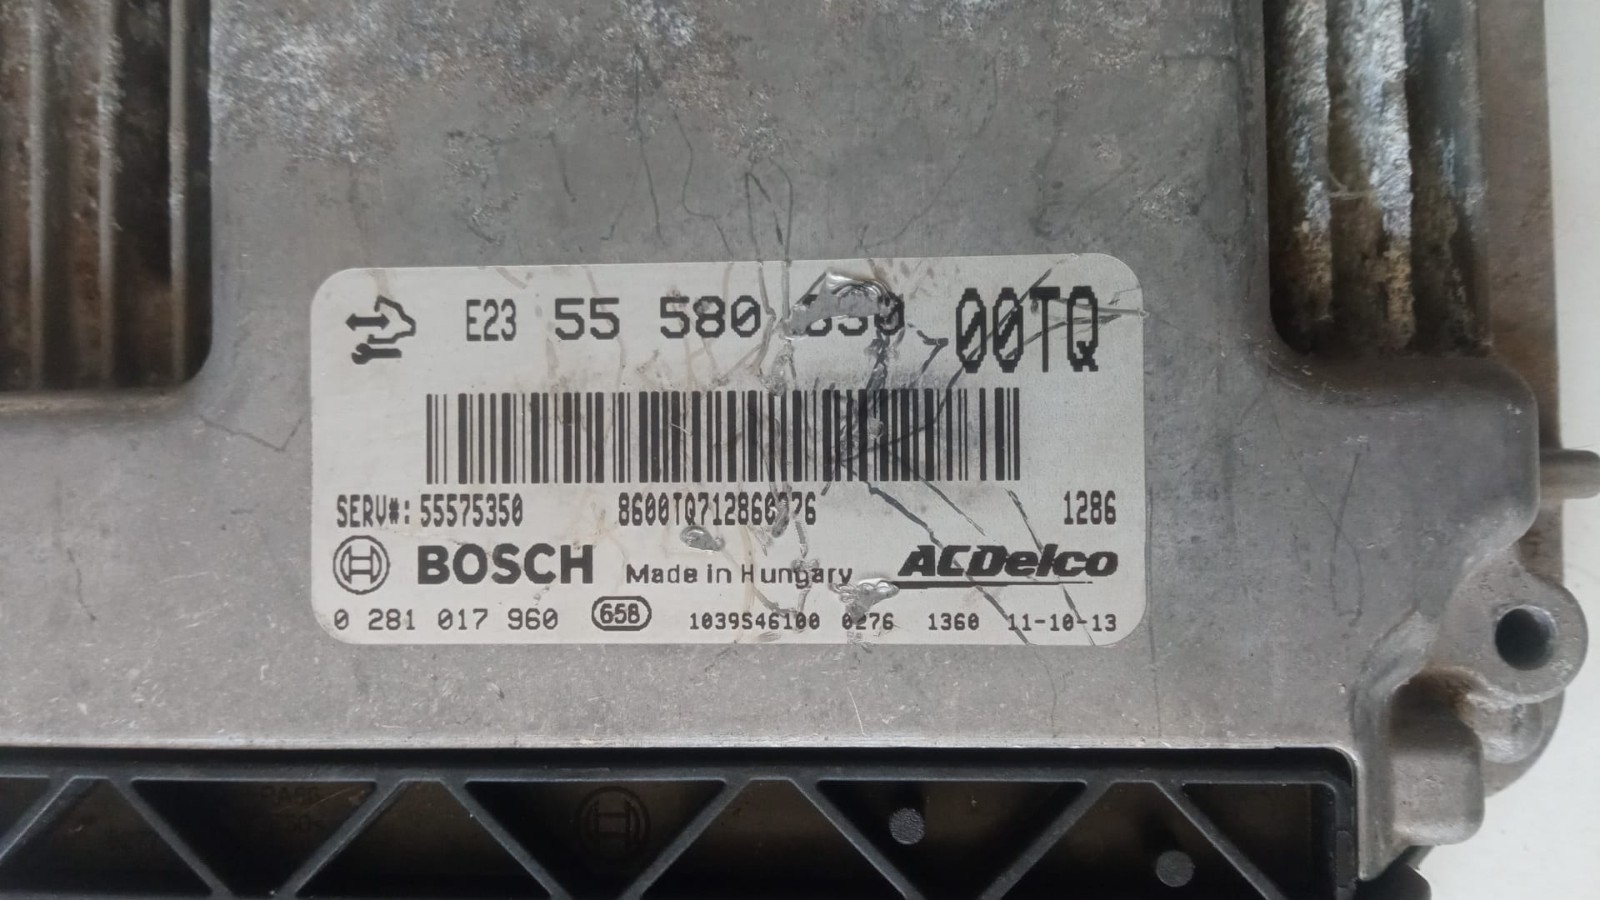 E23 55 580 00TQ
SERV#: 55575350 1286
BOSCH Made in Hungary ACDelco
0 281 017 960 658 1039S46100 0276 1360 11-10-13